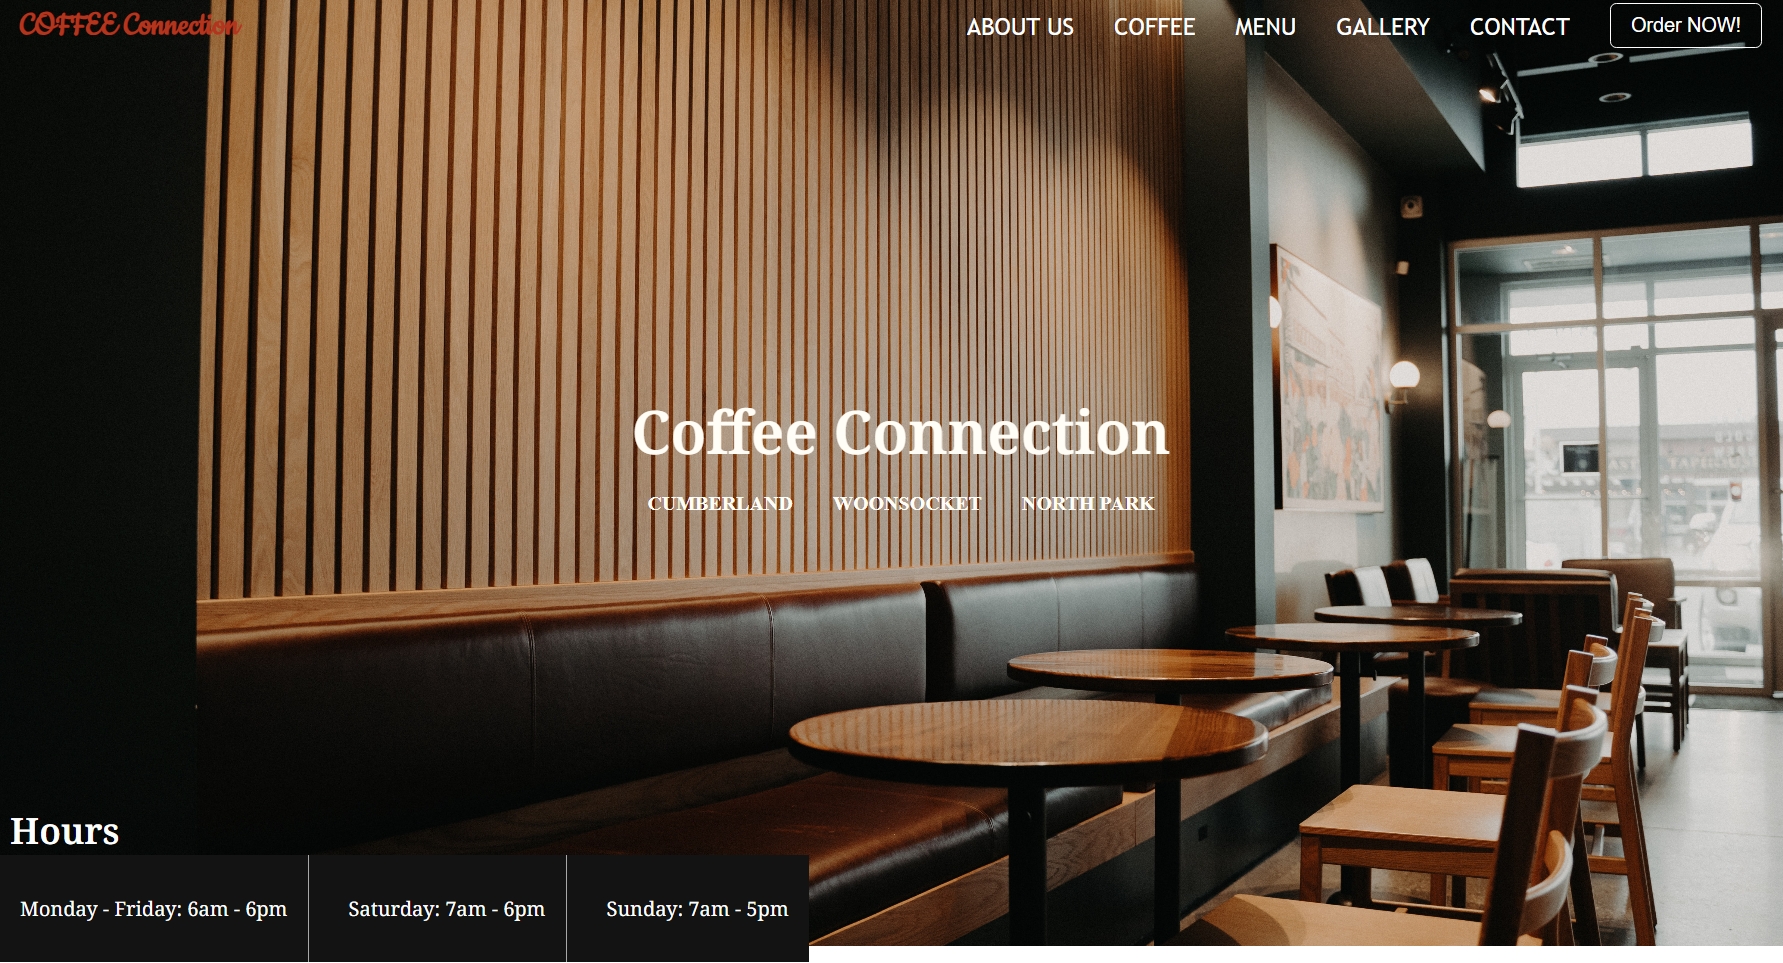 COFFEE Connection
ABOUT US COFFEE MENU GALLERY CONTACT Order NOW!
Coffee Connection
CUMBERLAND WOONSOCKET NORTH PARK
Hours
Monday - Friday: 6am - 6pm Saturday: 7am - 6pm Sunday: 7am - 5pm